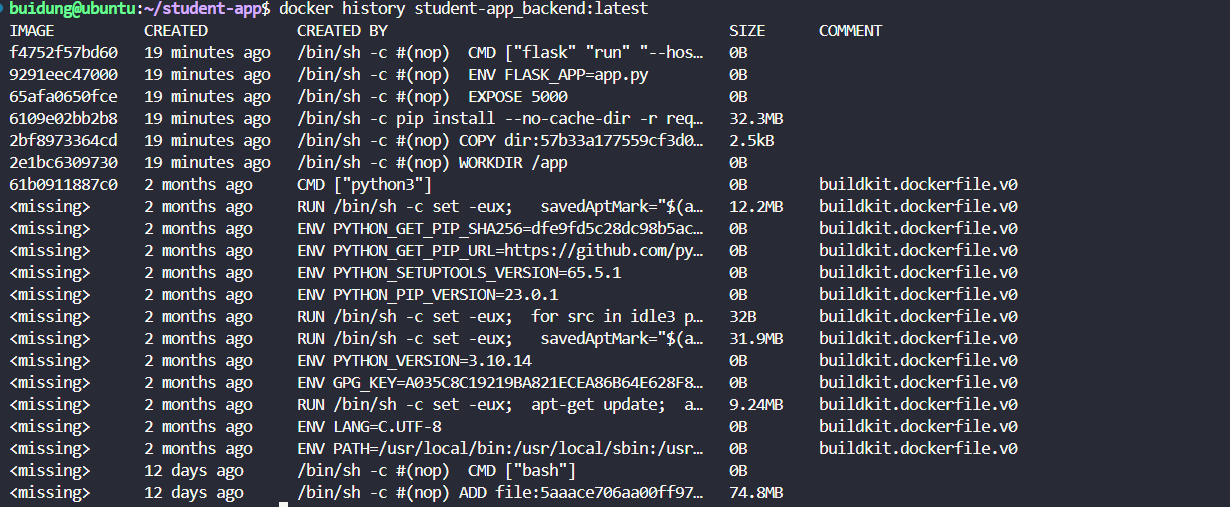 buidung@ubuntu:~/student-app$ docker history student-app_backend:latest
IMAGE CREATED CREATED BY SIZE COMMENT
f4752f57bd60 19 minutes ago /bin/sh -c #(nop) CMD ["flask" "run" "--hos… 0B
9291eec47000 19 minutes ago /bin/sh -c #(nop) ENV FLASK_APP=app.py 0B
65afa0650fce 19 minutes ago /bin/sh -c #(nop) EXPOSE 5000 0B
6109e02bb2b8 19 minutes ago /bin/sh -c pip install --no-cache-dir -r req… 32.3MB
2bf8973364cd 19 minutes ago /bin/sh -c #(nop) COPY dir:57b33a177559cf3d0… 2.5kB
2e1bc6309730 19 minutes ago /bin/sh -c #(nop) WORKDIR /app 0B
61b0911887c0 2 months ago CMD ["python3"] 0B buildkit.dockerfile.v0
<missing> 2 months ago RUN /bin/sh -c set -eux; savedAptMark="$(a… 12.2MB buildkit.dockerfile.v0
<missing> 2 months ago ENV PYTHON_GET_PIP_SHA256=dfe9fd5c28dc98b5ac… 0B buildkit.dockerfile.v0
<missing> 2 months ago ENV PYTHON_GET_PIP_URL=https://github.com/py… 0B buildkit.dockerfile.v0
<missing> 2 months ago ENV PYTHON_SETUPTOOLS_VERSION=65.5.1 0B buildkit.dockerfile.v0
<missing> 2 months ago ENV PYTHON_PIP_VERSION=23.0.1 0B buildkit.dockerfile.v0
<missing> 2 months ago RUN /bin/sh -c set -eux; for src in idle3 p… 32B buildkit.dockerfile.v0
<missing> 2 months ago RUN /bin/sh -c set -eux; savedAptMark="$(a… 31.9MB buildkit.dockerfile.v0
<missing> 2 months ago ENV PYTHON_VERSION=3.10.14 0B buildkit.dockerfile.v0
<missing> 2 months ago ENV GPG_KEY=A035C8C19219BA821ECEA86B64E628F8… 0B buildkit.dockerfile.v0
<missing> 2 months ago RUN /bin/sh -c set -eux; apt-get update; a… 9.24MB buildkit.dockerfile.v0
<missing> 2 months ago ENV LANG=C.UTF-8 0B buildkit.dockerfile.v0
<missing> 2 months ago ENV PATH=/usr/local/bin:/usr/local/sbin:/usr… 0B buildkit.dockerfile.v0
<missing> 12 days ago /bin/sh -c #(nop) CMD ["bash"] 0B
<missing> 12 days ago /bin/sh -c #(nop) ADD file:5aaace706aa00ff97… 74.8MB